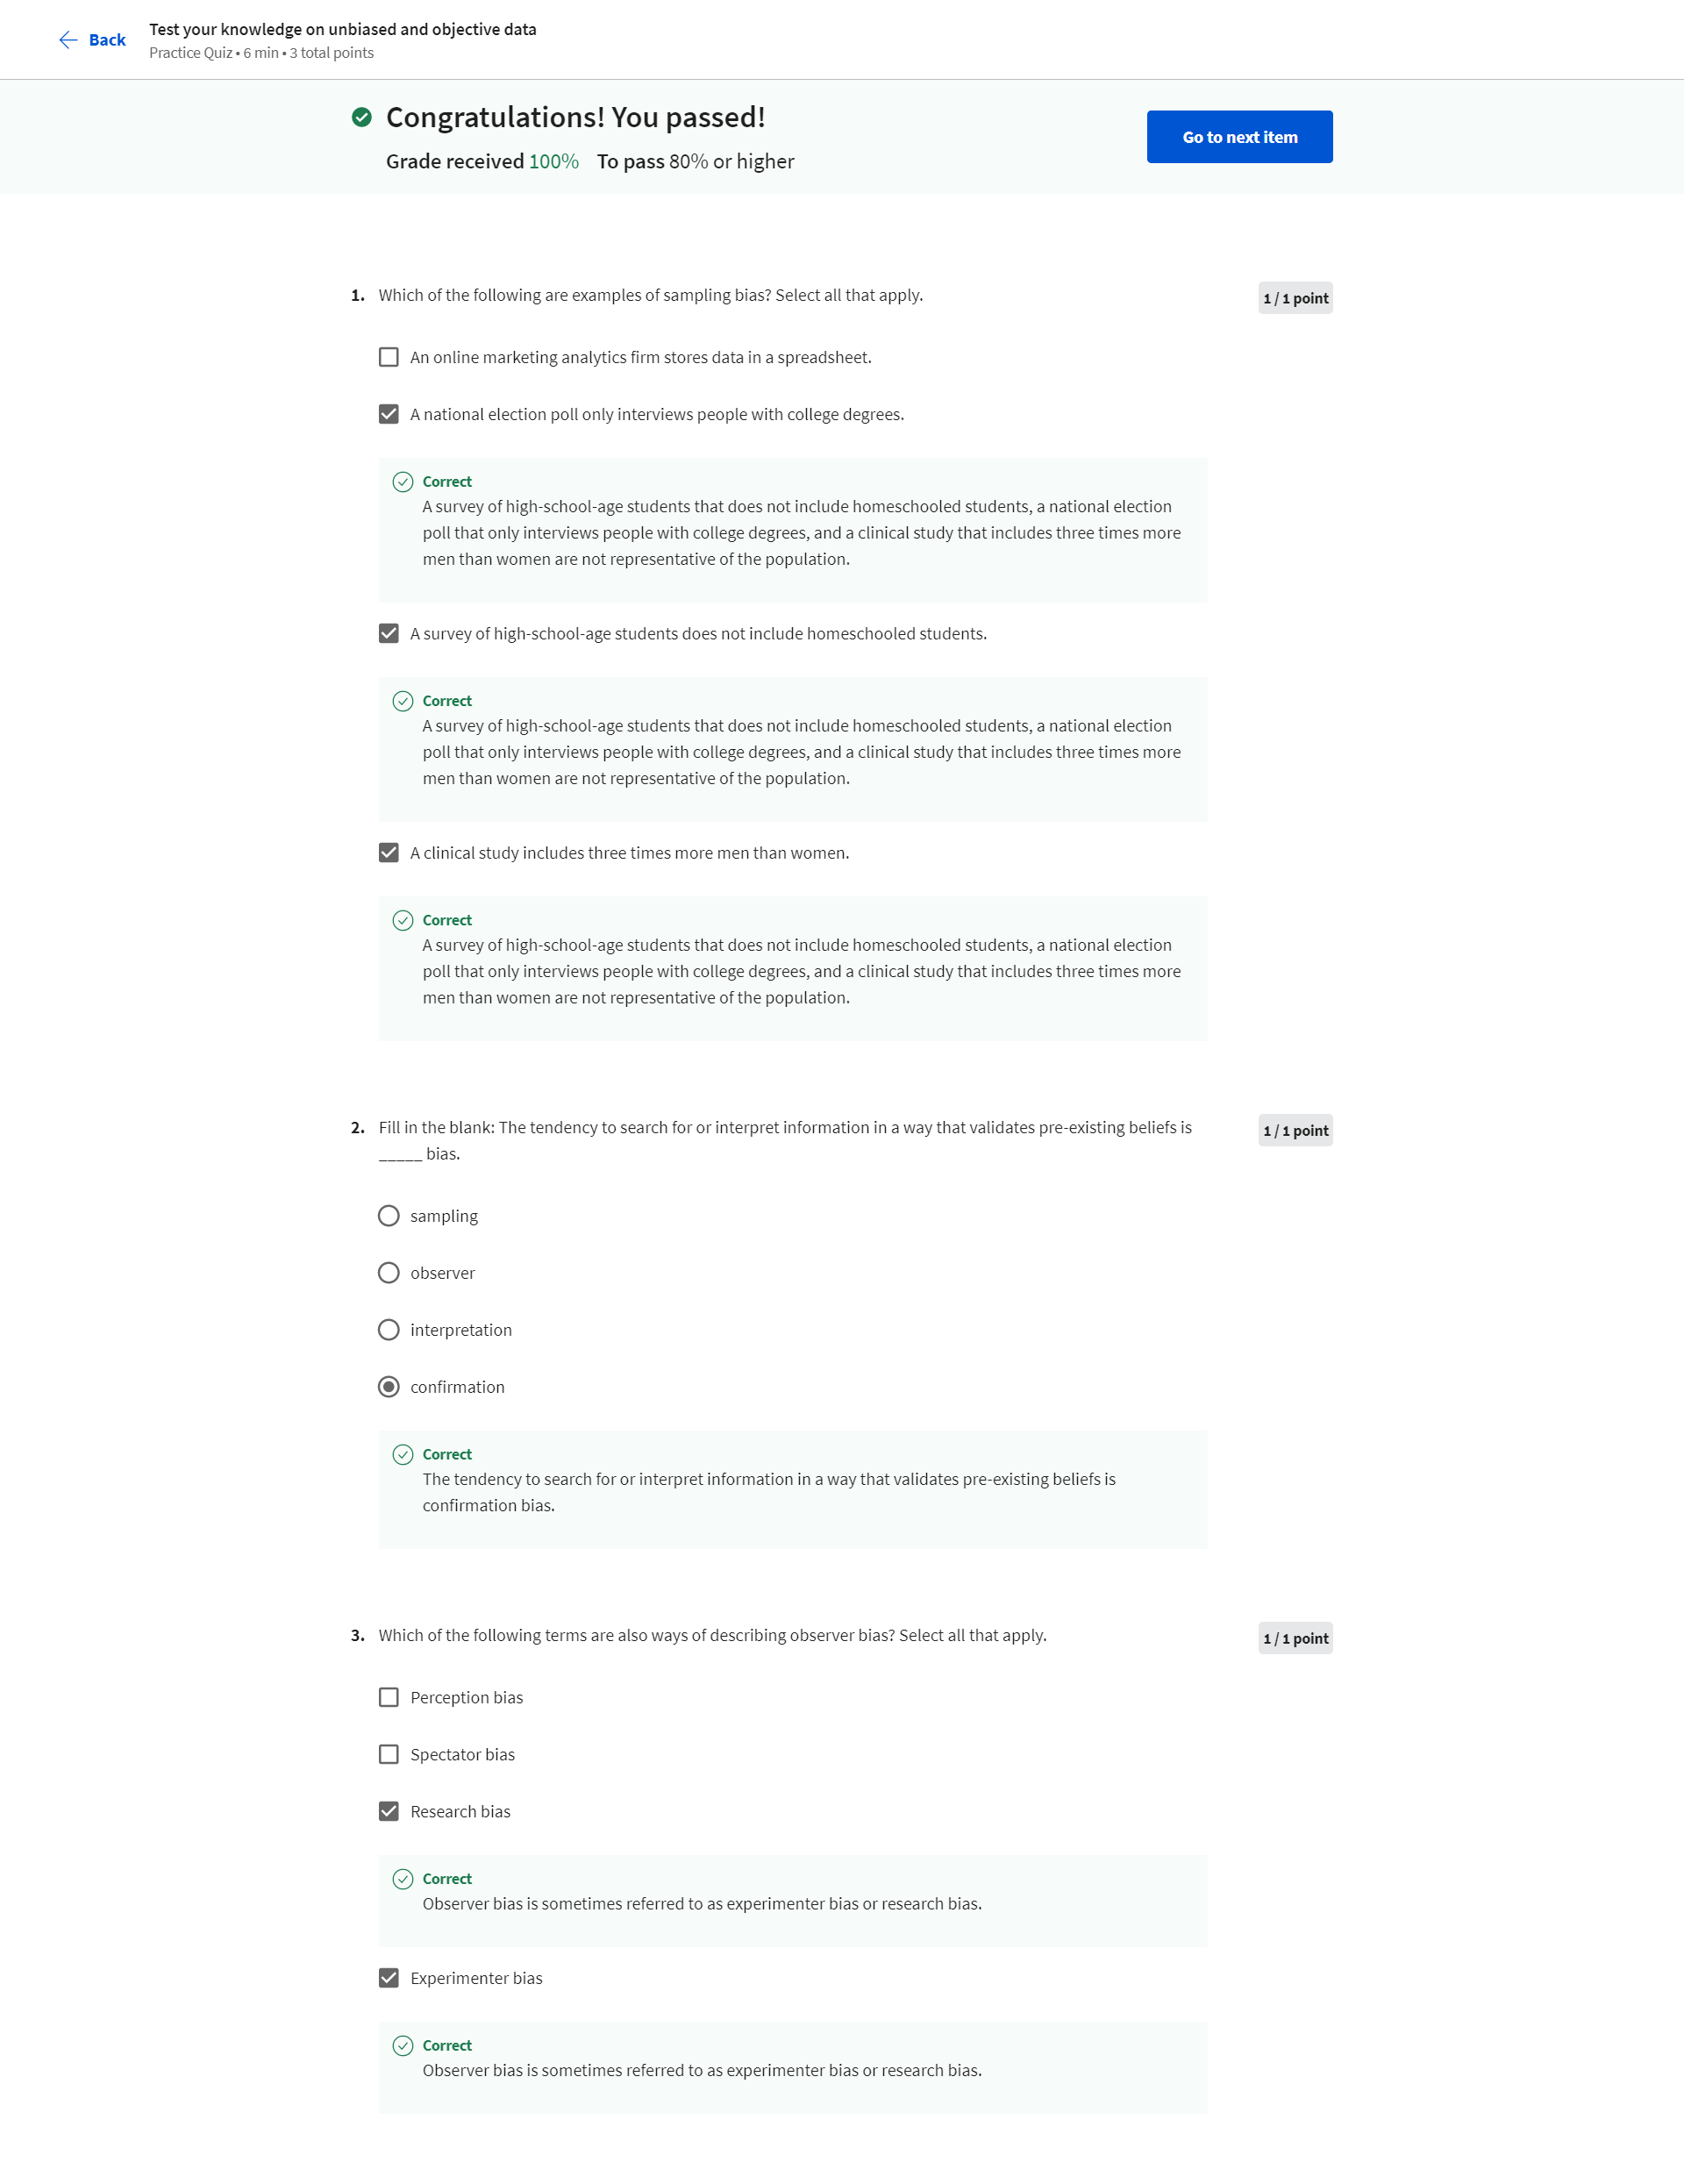 Back
Test your knowledge on unbiased and objective data
Practice Quiz • 6 min • 3 total points
Congratulations! You passed!
Grade received 100% To pass 80% or higher
Go to next item
1. Which of the following are examples of sampling bias? Select all that apply.
1 / 1 point
An online marketing analytics firm stores data in a spreadsheet.
A national election poll only interviews people with college degrees.
Correct
A survey of high-school-age students that does not include homeschooled students, a national election
poll that only interviews people with college degrees, and a clinical study that includes three times more
men than women are not representative of the population.
A survey of high-school-age students does not include homeschooled students.
Correct
A survey of high-school-age students that does not include homeschooled students, a national election
poll that only interviews people with college degrees, and a clinical study that includes three times more
men than women are not representative of the population.
A clinical study includes three times more men than women.
Correct
A survey of high-school-age students that does not include homeschooled students, a national election
poll that only interviews people with college degrees, and a clinical study that includes three times more
men than women are not representative of the population.
2. Fill in the blank: The tendency to search for or interpret information in a way that validates pre-existing beliefs is
_____ bias.
1 / 1 point
sampling
observer
interpretation
confirmation
Correct
The tendency to search for or interpret information in a way that validates pre-existing beliefs is
confirmation bias.
3. Which of the following terms are also ways of describing observer bias? Select all that apply.
1 / 1 point
Perception bias
Spectator bias
Research bias
Correct
Observer bias is sometimes referred to as experimenter bias or research bias.
Experimenter bias
Correct
Observer bias is sometimes referred to as experimenter bias or research bias.